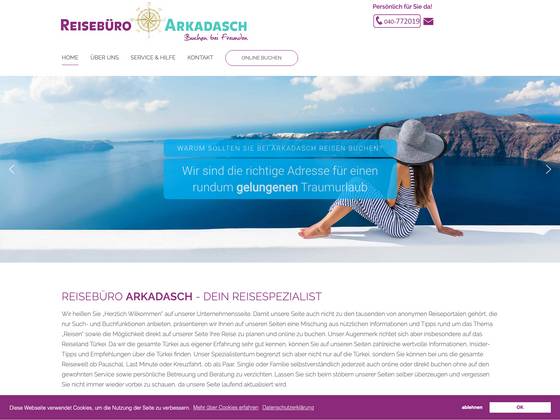 Persönlich für Sie da!
REISEBÜRO ARKADASCH
Buchen bei Freunden
040-772019
HOME ÜBER UNS SERVICE & HILFE KONTAKT ONLINE BUCHEN
WARUM SOLLTEN SIE BEI ARKADASCH REISEN BUCHEN?
Wir sind die richtige Adresse für einen
rundum gelungenen Traumurlaub
REISEBÜRO ARKADASCH - DEIN REISESPEZIALIST
Wir heißen Sie „Herzlich Willkommen" auf unserer Unternehmensseite. Damit unsere Seite auch nicht zu den tausenden von anonymen Reiseportalen gehört, die
nur Such- und Buchfunktionen anbieten, präsentieren wir Ihnen auf unseren Seiten eine Mischung aus nützlichen Informationen und Tipps rund um das Thema
„Reisen" sowie die Möglichkeit direkt auf unserer Seite Ihre Reise zu planen und online zu buchen. Unser Augenmerk richtet sich aber insbesondere auf das
Reiseland Türkei. Da wir die gesamte Türkei aus eigener Erfahrung sehr gut kennen, können Sie auf unseren Seiten zahlreiche wertvolle Informationen, Insider-
Tipps und Empfehlungen über die Türkei finden. Unser Spezialistentum begrenzt sich aber nicht nur auf die Türkei, sondern Sie können bei uns die gesamte
Reisewelt ob Pauschal, Last Minute oder Kreuzfahrt, ob als Paar, Single oder Familie selbstverständlich jederzeit auch online oder direkt buchen ohne auf den
gewohnten Service sowie persönliche Betreuung und Beratung zu verzichten. Lassen Sie sich beim stöbern unserer Seiten selber überzeugen und vergessen
Sie nicht immer wieder vorbei zu schauen, da unsere Seite laufend aktualisiert wird.
Diese Webseite verwendet Cookies, um die Nutzung der Seite zu verbessern. Mehr über Cookies erfahren Datenschutzerklärung ablehnen OK